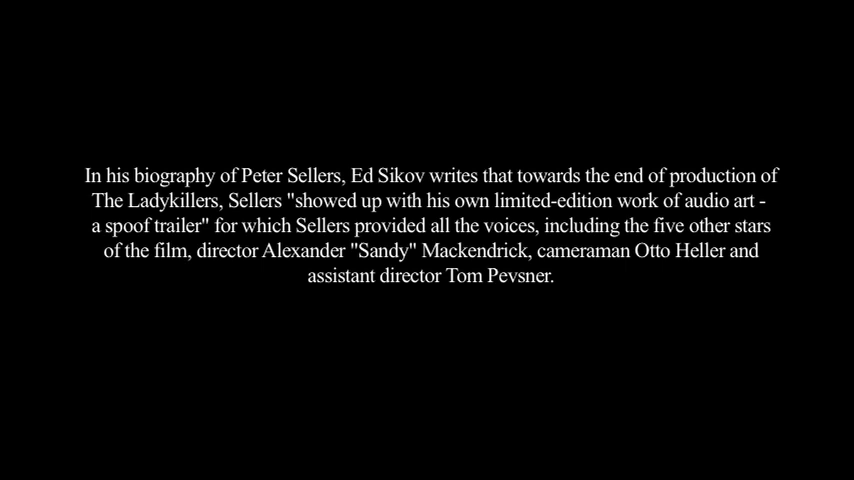 In his biography of Peter Sellers, Ed Sikov writes that towards the end of production of
The Ladykillers, Sellers "showed up with his own limited-edition work of audio art -
a spoof trailer" for which Sellers provided all the voices, including the five other stars
of the film, director Alexander "Sandy" Mackendrick, cameraman Otto Heller and
assistant director Tom Pevsner.